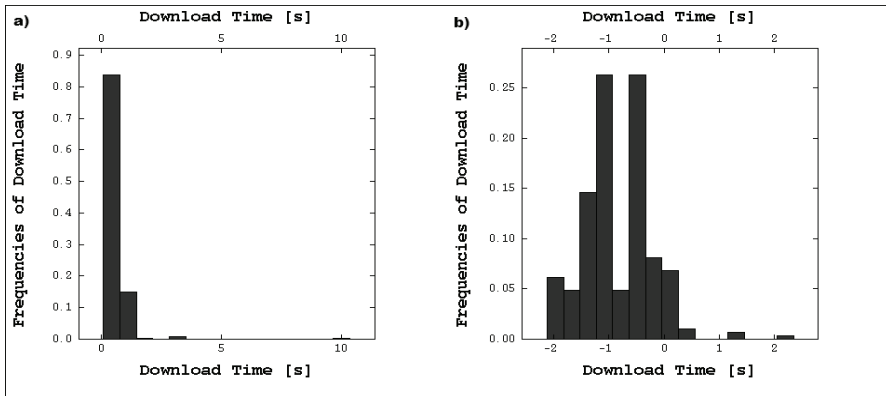 a)
Download Time [s]
0 5 10
Frequencies of Download Time
0.9
0.8
0.7
0.6
0.5
0.4
0.3
0.2
0.1
0.0
0 5 10
Download Time [s]
b)
Download Time [s]
-2 -1 0 1 2
Frequencies of Download Time
0.25
0.20
0.15
0.10
0.05
0.00
-2 -1 0 1 2
Download Time [s]